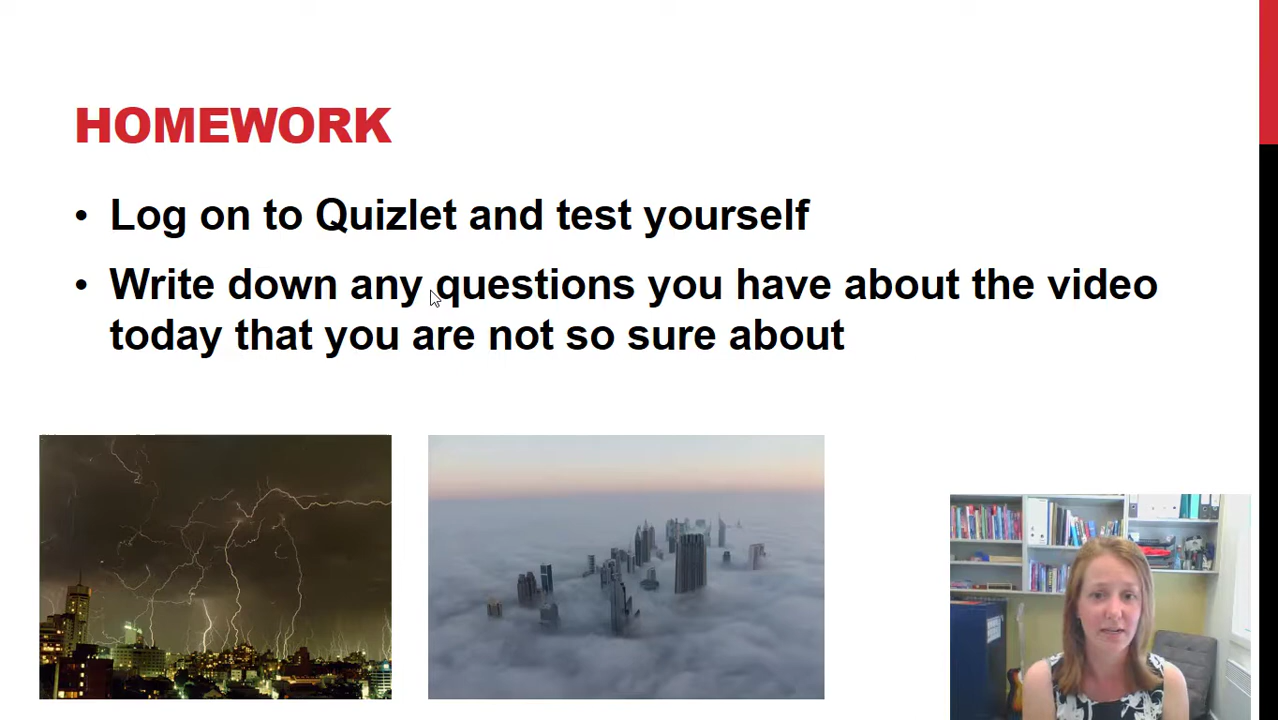 HOMEWORK
• Log on to Quizlet and test yourself
• Write down any questions you have about the video
today that you are not so sure about